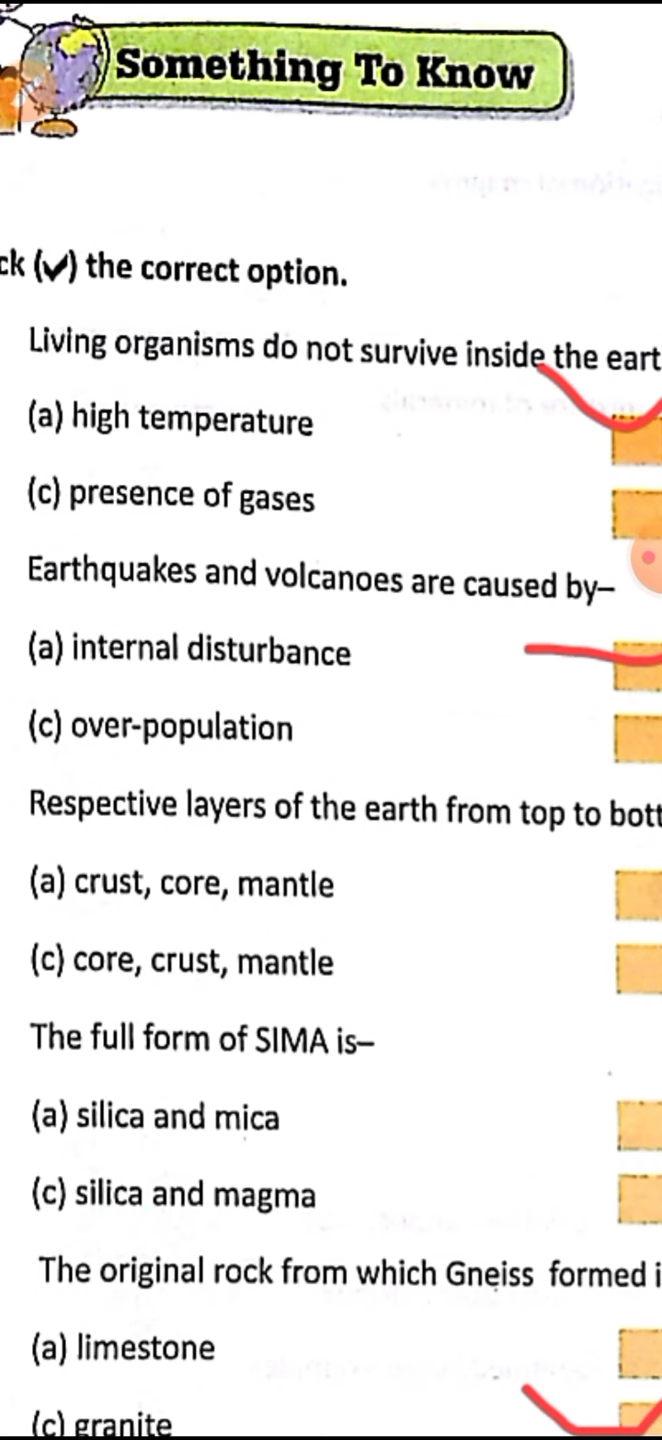 Something To Know
ck (✓) the correct option.
Living organisms do not survive inside the eart
(a) high temperature
(c) presence of gases
Earthquakes and volcanoes are caused by–
(a) internal disturbance
(c) over-population
Respective layers of the earth from top to bott
(a) crust, core, mantle
(c) core, crust, mantle
The full form of SIMA is–
(a) silica and mica
(c) silica and magma
The original rock from which Gneiss formed i
(a) limestone
(c) granite